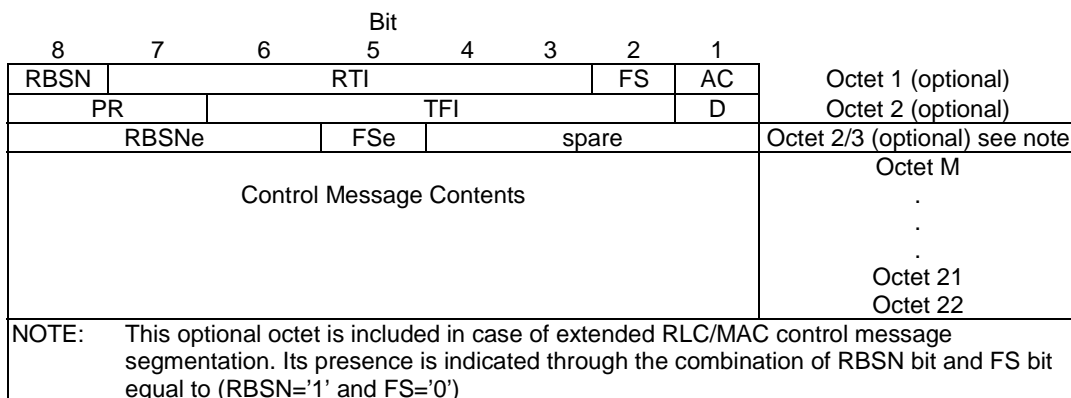 Bit
8 7 6 5 4 3 2 1
RBSN RTI FS AC Octet 1 (optional)
PR TFI D Octet 2 (optional)
RBSNe FSe spare Octet 2/3 (optional) see note
Octet M
Control Message Contents .
.
.
Octet 21
Octet 22
NOTE: This optional octet is included in case of extended RLC/MAC control message
segmentation. Its presence is indicated through the combination of RBSN bit and FS bit
equal to (RBSN='1' and FS='0')